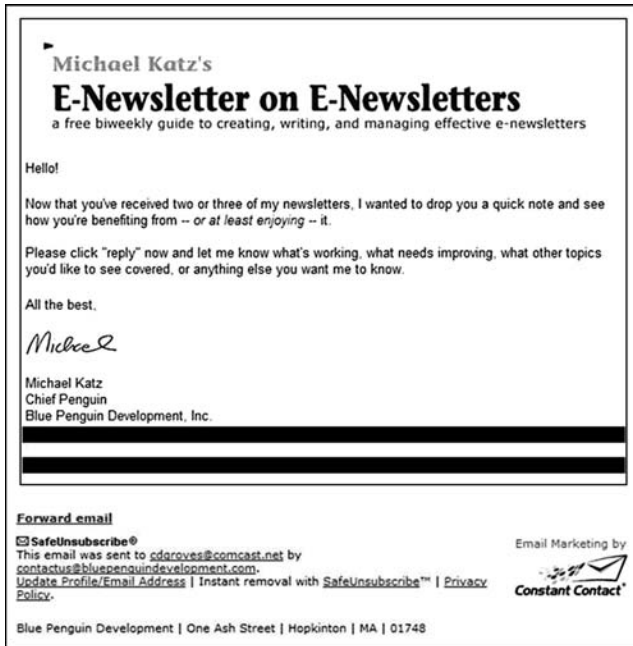 Michael Katz's
E-Newsletter on E-Newsletters
a free biweekly guide to creating, writing, and managing effective e-newsletters
Hello!
Now that you've received two or three of my newsletters, I wanted to drop you a quick note and see
how you're benefiting from -- or at least enjoying -- it.
Please click "reply" now and let me know what's working, what needs improving, what other topics
you'd like to see covered, or anything else you want me to know.
All the best,
Michael
Michael Katz
Chief Penguin
Blue Penguin Development, Inc.
Forward email
SafeUnsubscribe®
This email was sent to cdgroves@comcast.net by
contactus@bluepenguindevelopment.com.
Update Profile/Email Address | Instant removal with SafeUnsubscribe™ | Privacy
Policy.
Email Marketing by
Constant Contact®
Blue Penguin Development | One Ash Street | Hopkinton | MA | 01748